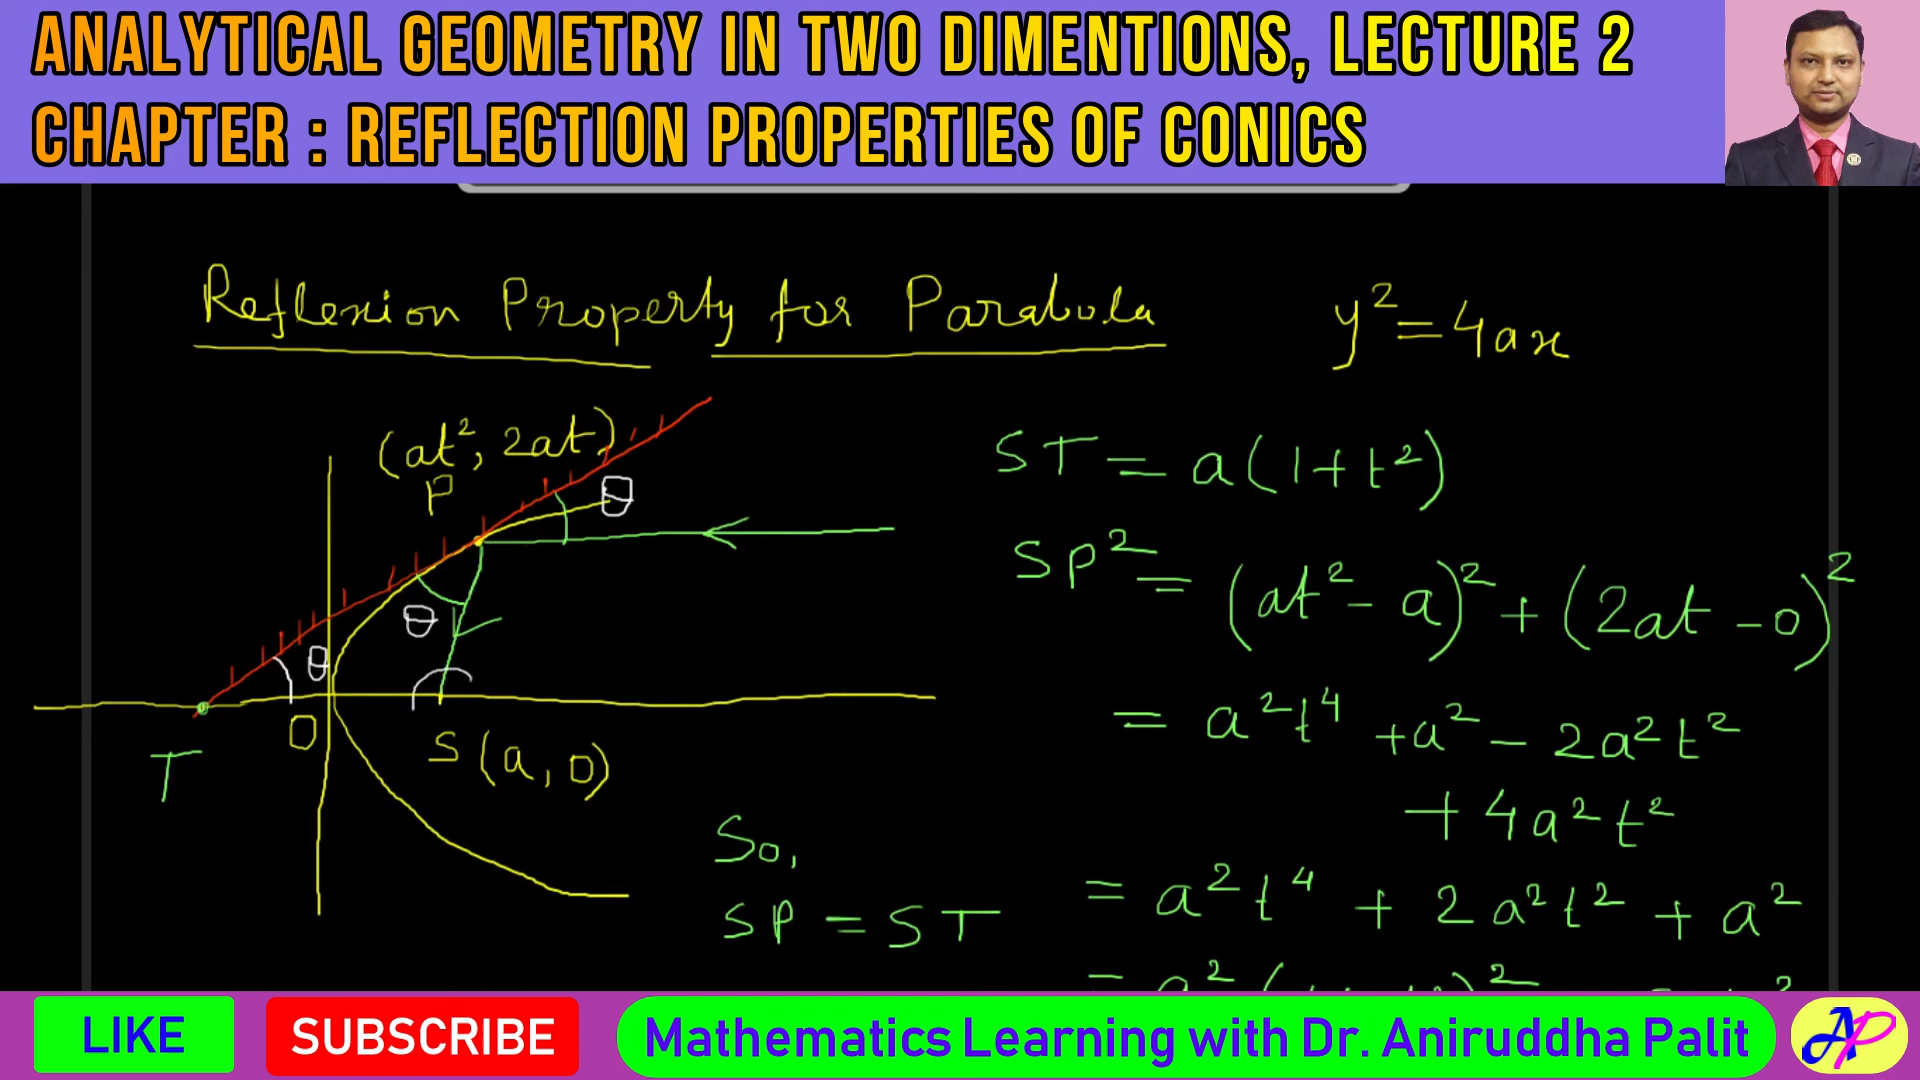 ANALYTICAL GEOMETRY IN TWO DIMENTIONS, LECTURE 2
CHAPTER : REFLECTION PROPERTIES OF CONICS
Reflexion Property for Parabola
y² = 4ax
(at², 2at)
P
θ
θ
θ
O
S(a, 0)
T
ST = a(1+t²)
SP² = (at² - a)² + (2at - 0)²
= a²t⁴ + a² - 2a²t²
+ 4a²t²
= a²t⁴ + 2a²t² + a²
So,
SP = ST
LIKE
SUBSCRIBE
Mathematics Learning with Dr. Aniruddha Palit
AP